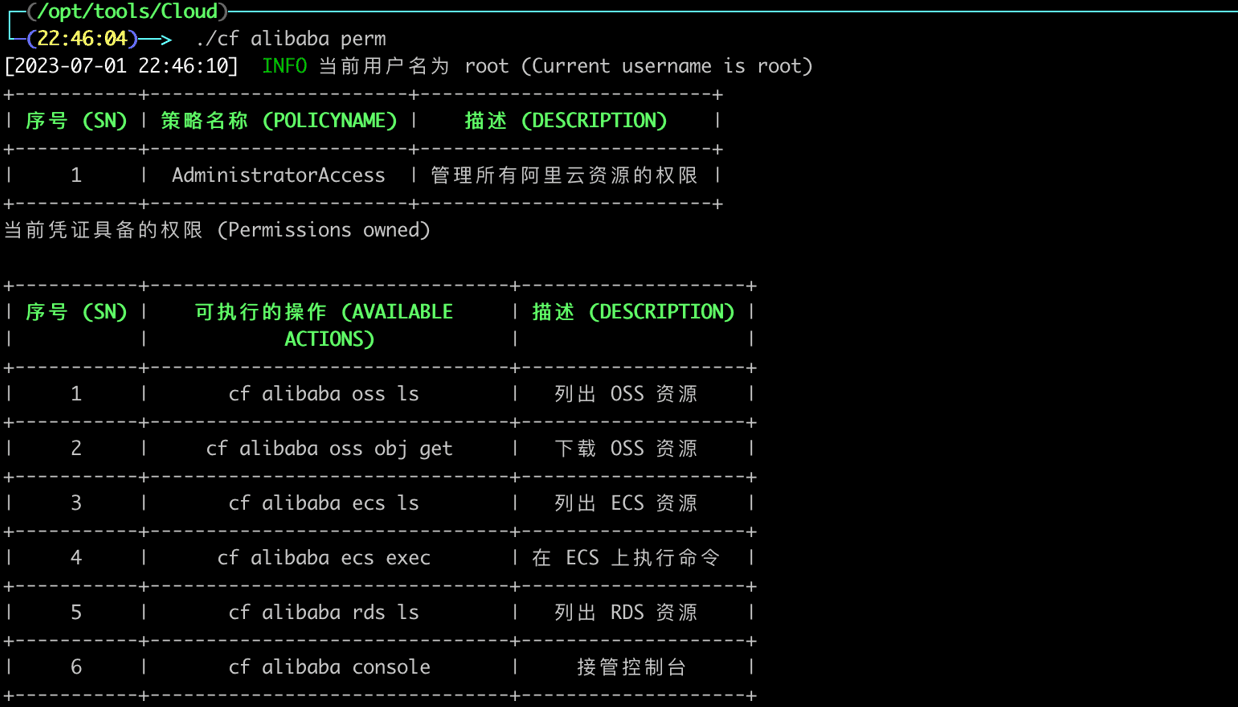 (/opt/tools/Cloud)
(22:46:04)—> ./cf alibaba perm
[2023-07-01 22:46:10] INFO 当前用户名为 root (Current username is root)
+-----------+------------------------+--------------------------+
| 序号 (SN) | 策略名称 (POLICYNAME) | 描述 (DESCRIPTION) |
+-----------+------------------------+--------------------------+
| 1 | AdministratorAccess | 管理所有阿里云资源的权限 |
+-----------+------------------------+--------------------------+
当前凭证具备的权限 (Permissions owned)
+-----------+--------------------------------+--------------------+
| 序号 (SN) | 可执行的操作 (AVAILABLE | 描述 (DESCRIPTION) |
| | ACTIONS) | |
+-----------+--------------------------------+--------------------+
| 1 | cf alibaba oss ls | 列出 OSS 资源 |
+-----------+--------------------------------+--------------------+
| 2 | cf alibaba oss obj get | 下载 OSS 资源 |
+-----------+--------------------------------+--------------------+
| 3 | cf alibaba ecs ls | 列出 ECS 资源 |
+-----------+--------------------------------+--------------------+
| 4 | cf alibaba ecs exec | 在 ECS 上执行命令 |
+-----------+--------------------------------+--------------------+
| 5 | cf alibaba rds ls | 列出 RDS 资源 |
+-----------+--------------------------------+--------------------+
| 6 | cf alibaba console | 接管控制台 |
+-----------+--------------------------------+--------------------+